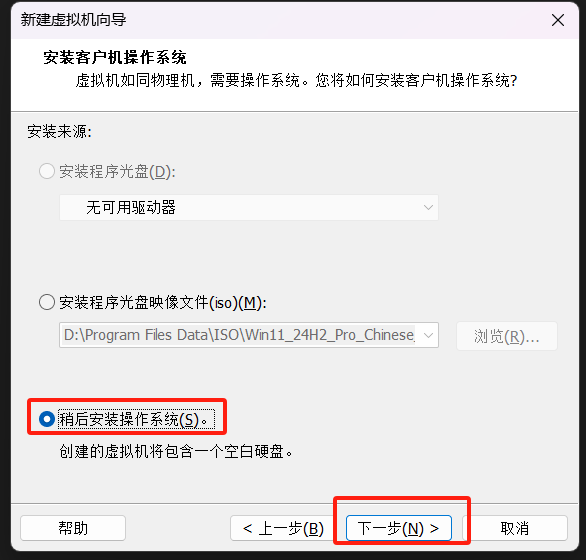 新建虚拟机向导
安装客户机操作系统
虚拟机如同物理机，需要操作系统。您将如何安装客户机操作系统?
安装来源:
安装程序光盘(D):
无可用驱动器
安装程序光盘映像文件(iso)(M):
D:\Program Files Data\ISO\Win11_24H2_Pro_Chinese_
浏览(R)...
稍后安装操作系统(S)。
创建的虚拟机将包含一个空白硬盘。
帮助
< 上一步(B)
下一步(N) >
取消